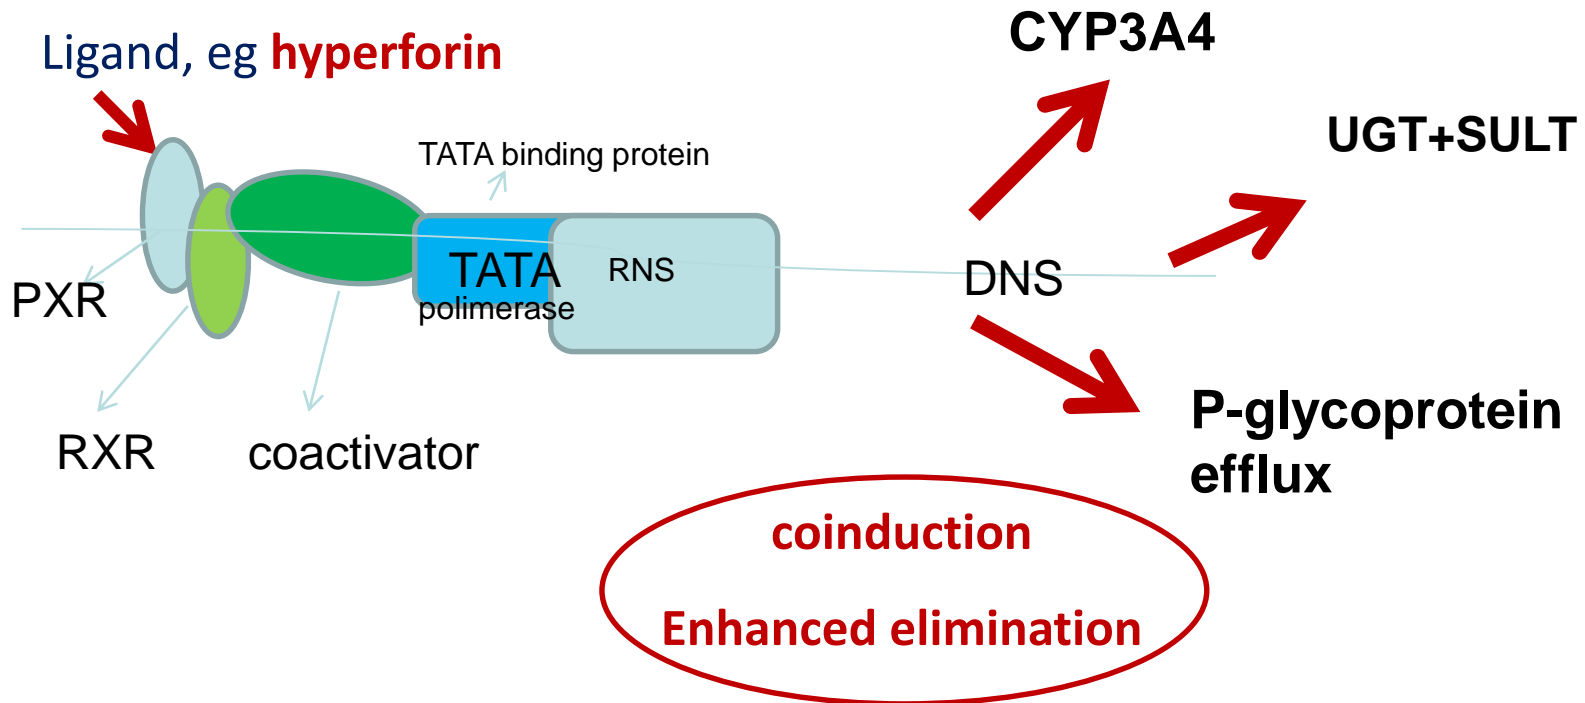 CYP3A4
Ligand, eg hyperforin
UGT+SULT
TATA binding protein
TATA
RNS
polimerase
DNS
PXR
RXR
coactivator
P-glycoprotein
efflux
coinduction
Enhanced elimination